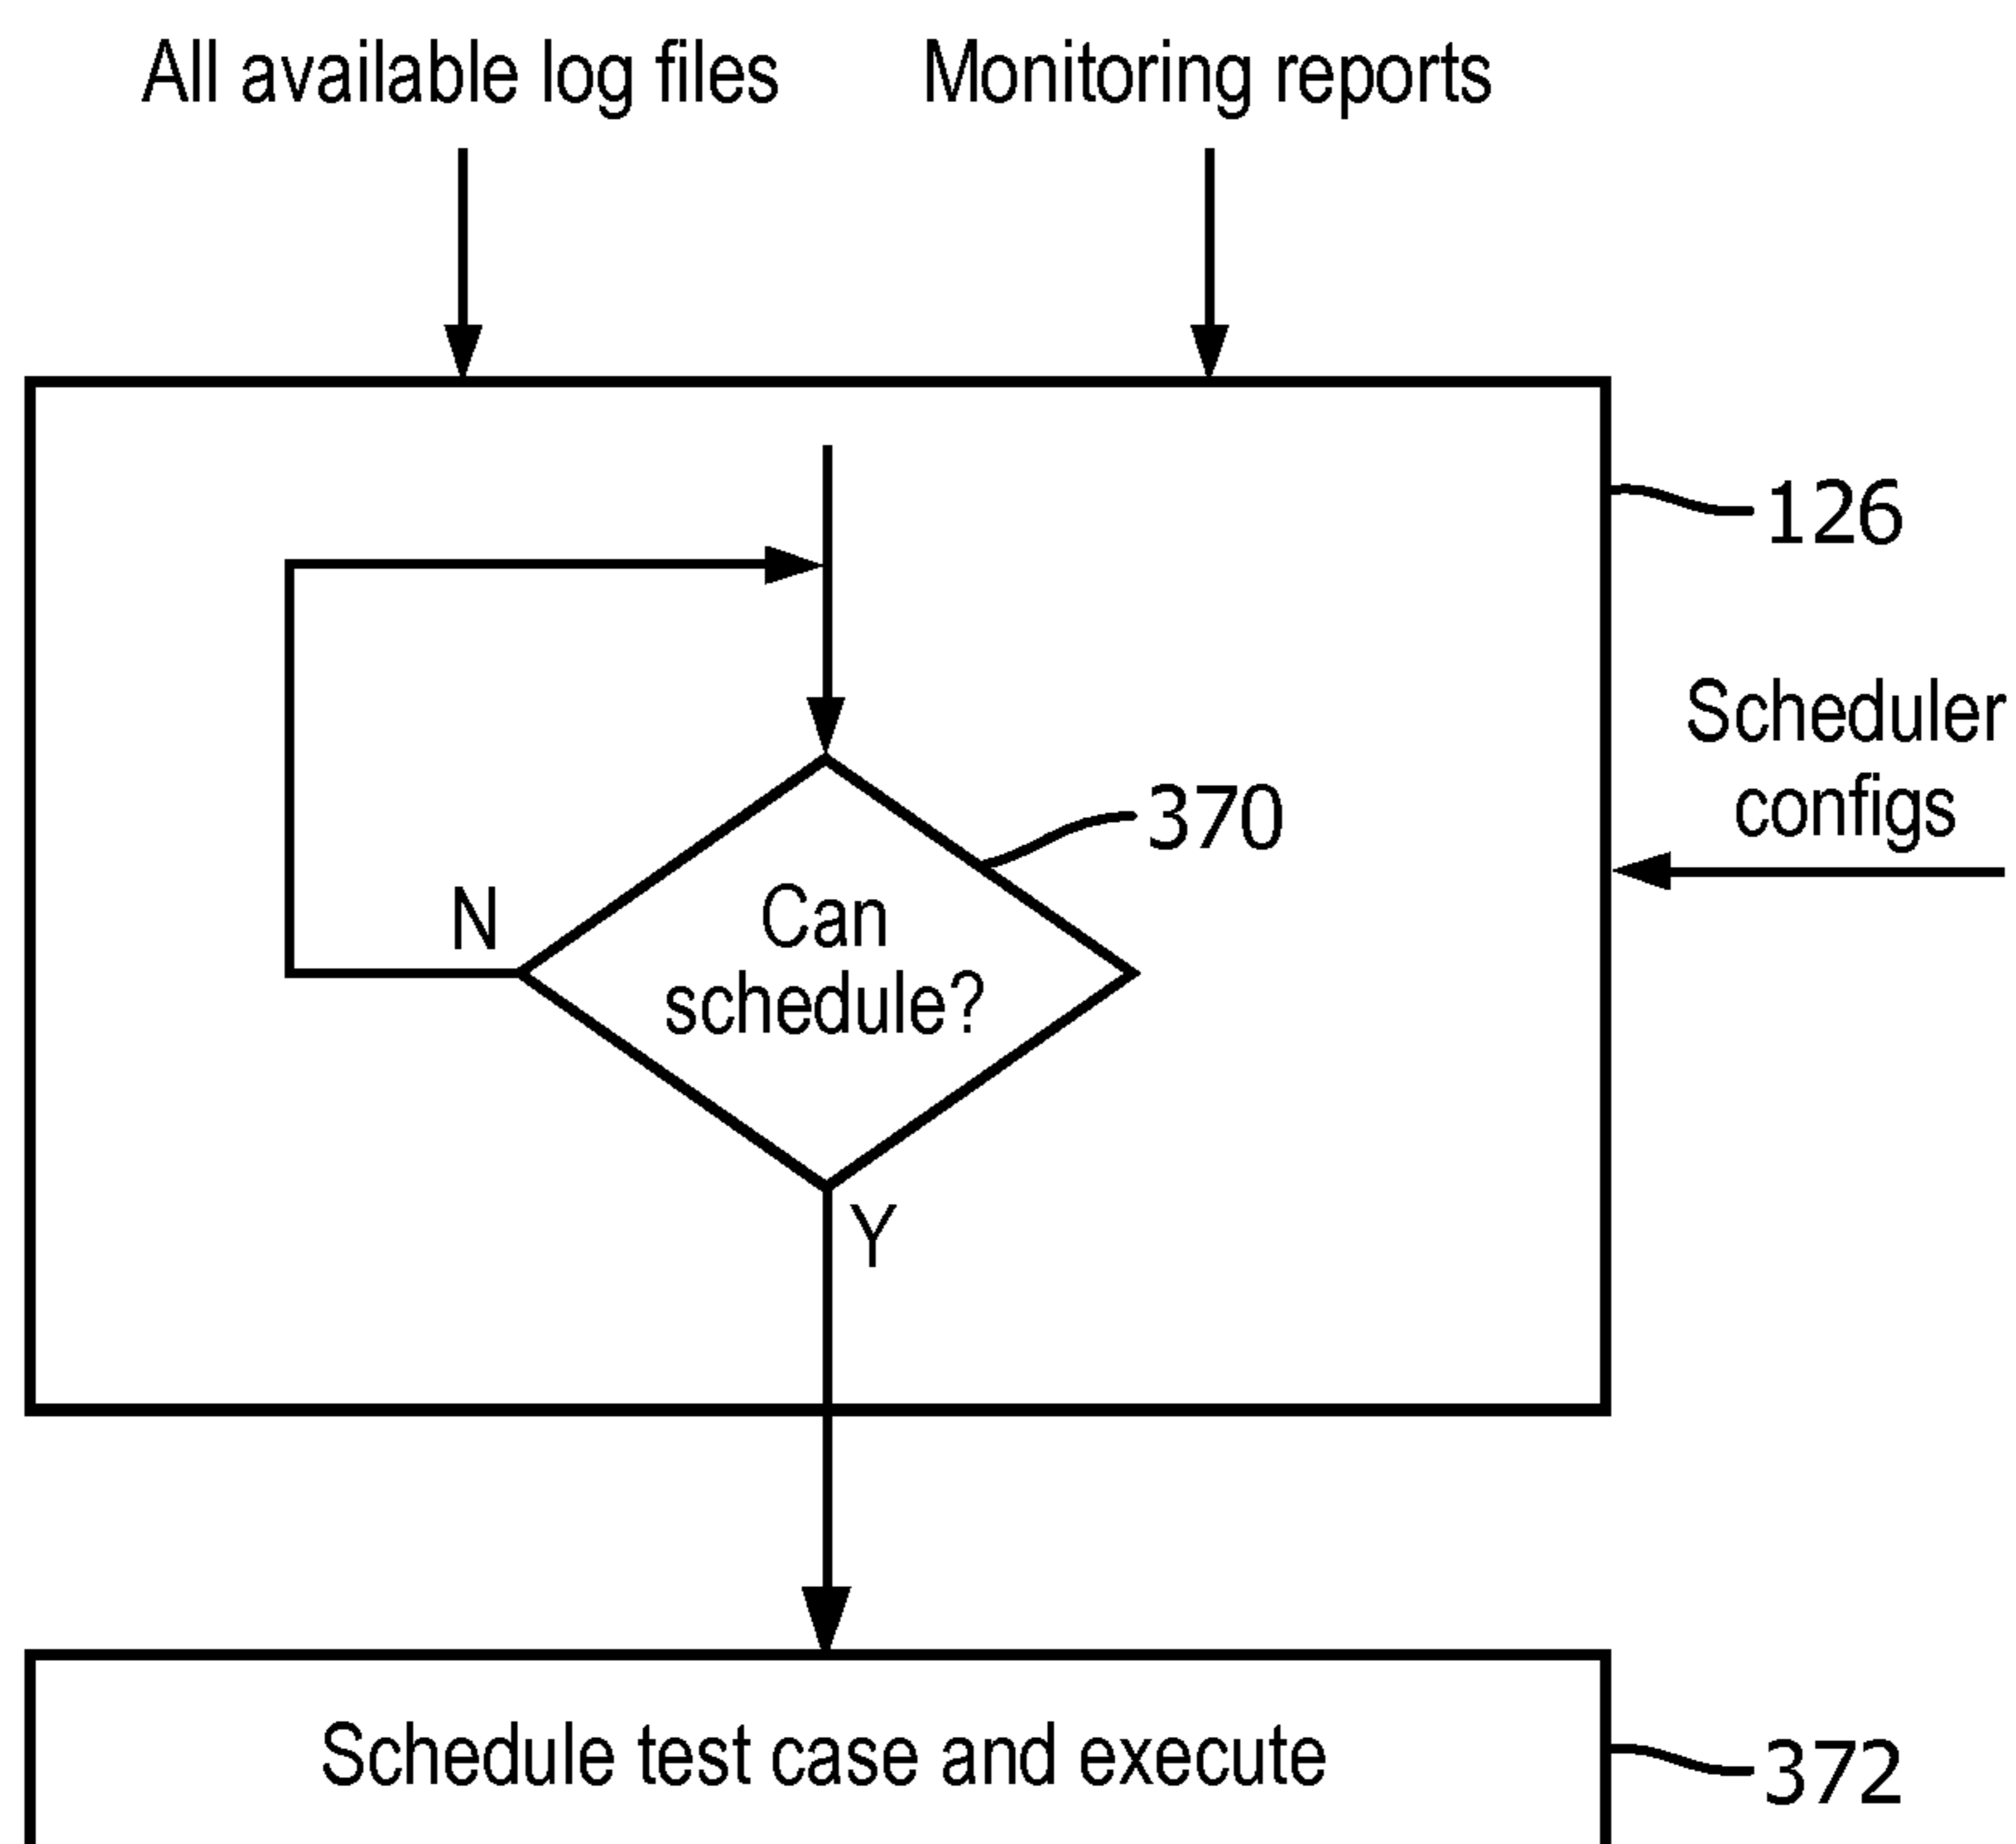 All available log files
Monitoring reports
126
Scheduler
configs
370
N
Can
schedule?
Y
Schedule test case and execute
372